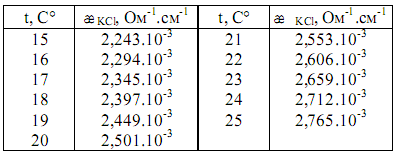 t, C° æ KCl, Ом⁻¹.см⁻¹ t, C° æ KCl, Ом⁻¹.см⁻¹
15 2,243.10⁻³ 21 2,553.10⁻³
16 2,294.10⁻³ 22 2,606.10⁻³
17 2,345.10⁻³ 23 2,659.10⁻³
18 2,397.10⁻³ 24 2,712.10⁻³
19 2,449.10⁻³ 25 2,765.10⁻³
20 2,501.10⁻³